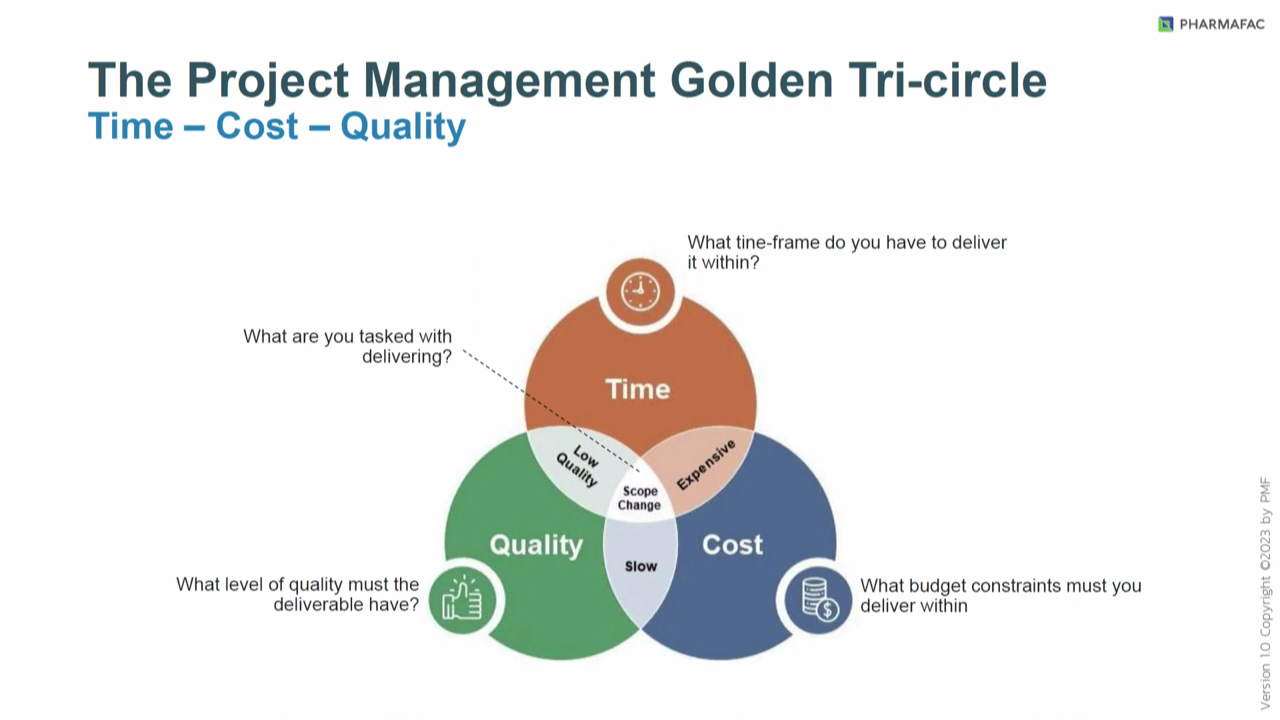 PHARMAFAC
The Project Management Golden Tri-circle
Time – Cost – Quality
What tine-frame do you have to deliver
it within?
What are you tasked with
delivering?
Time
Low
Quality
Expensive
Scope
Change
Quality
Cost
Slow
What level of quality must the
deliverable have?
$
What budget constraints must you
deliver within
Version 1.0 Copyright ©2023 by PMF